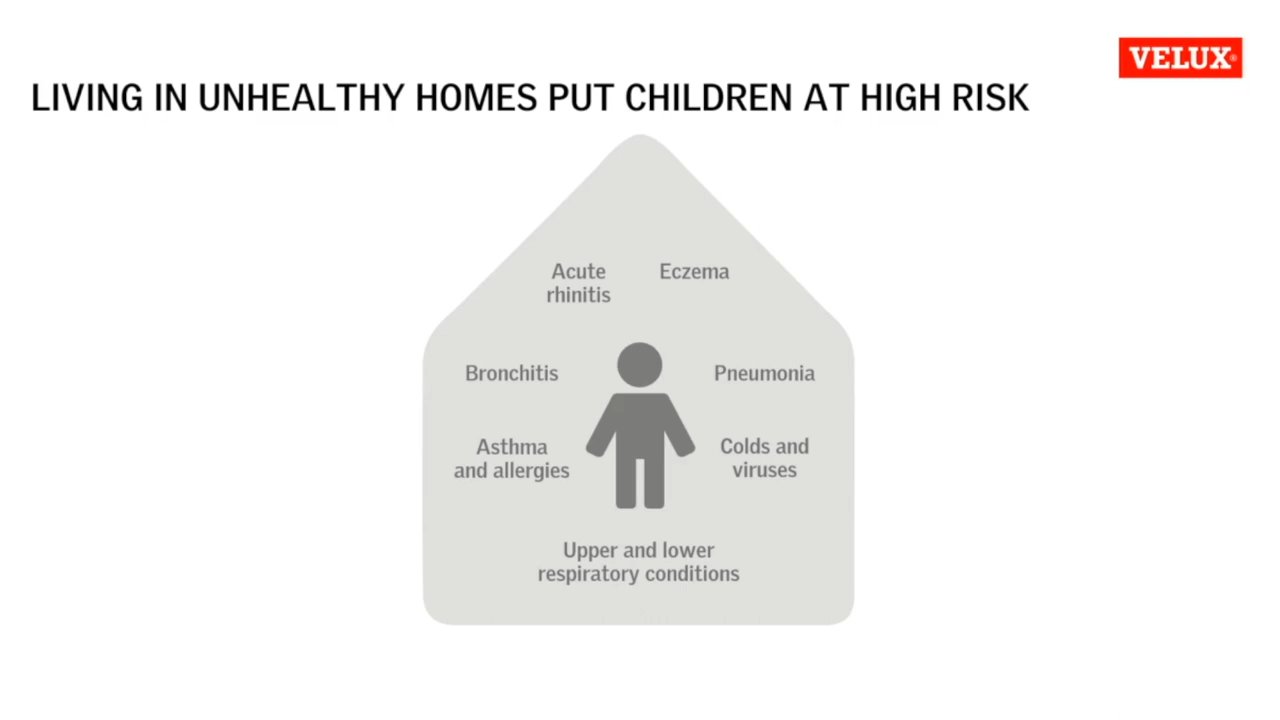 VELUX®
LIVING IN UNHEALTHY HOMES PUT CHILDREN AT HIGH RISK
Acute
rhinitis
Eczema
Bronchitis
Pneumonia
Asthma
and allergies
Colds and
viruses
Upper and lower
respiratory conditions